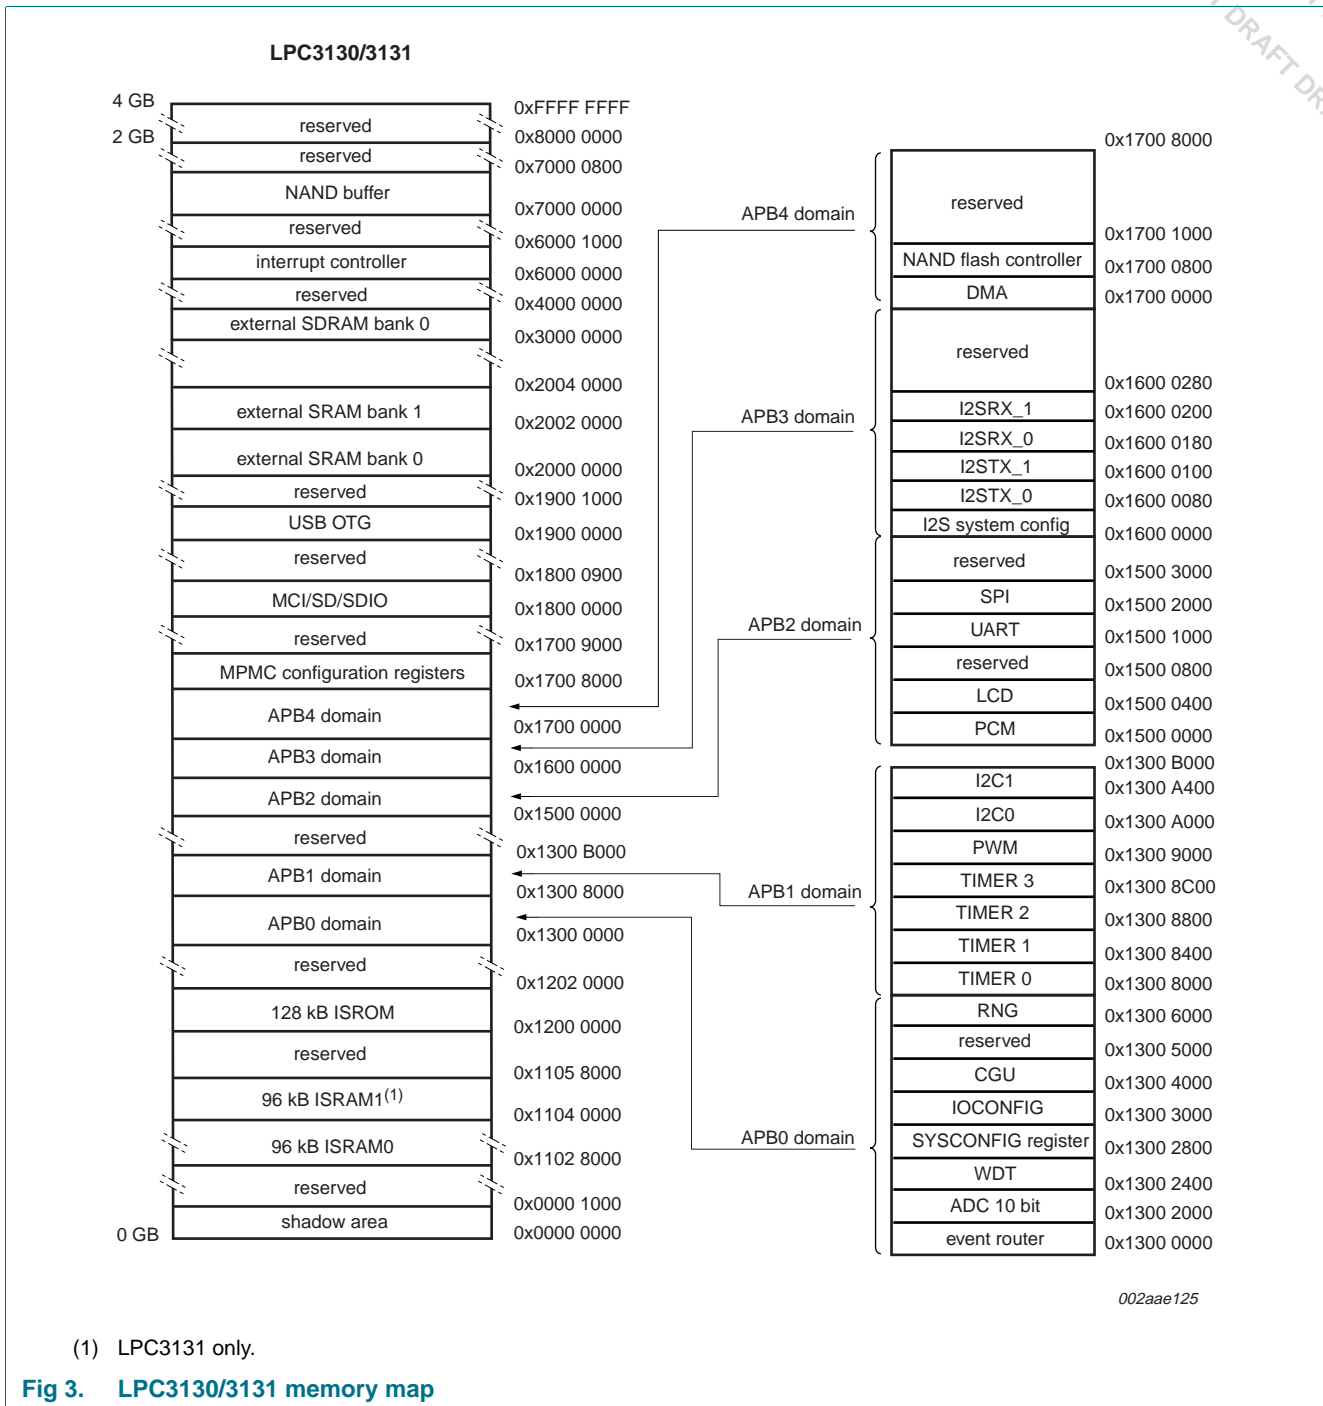 DRAFT DRAFT
LPC3130/3131
4 GB
0xFFFF FFFF
reserved
2 GB
0x8000 0000
reserved
0x7000 0800
NAND buffer
0x7000 0000
reserved
0x6000 1000
interrupt controller
0x6000 0000
reserved
0x4000 0000
external SDRAM bank 0
0x3000 0000
0x2004 0000
external SRAM bank 1
0x2002 0000
external SRAM bank 0
0x2000 0000
reserved
0x1900 1000
USB OTG
0x1900 0000
reserved
0x1800 0900
MCI/SD/SDIO
0x1800 0000
reserved
0x1700 9000
MPMC configuration registers
0x1700 8000
APB4 domain
0x1700 0000
APB3 domain
0x1600 0000
APB2 domain
0x1500 0000
reserved
0x1300 B000
APB1 domain
0x1300 8000
APB0 domain
0x1300 0000
reserved
0x1202 0000
128 kB ISROM
0x1200 0000
reserved
0x1105 8000
96 kB ISRAM1(1)
0x1104 0000
96 kB ISRAM0
0x1102 8000
reserved
0x0000 1000
shadow area
0 GB
0x0000 0000
APB4 domain
0x1700 8000
reserved
0x1700 1000
NAND flash controller
0x1700 0800
DMA
0x1700 0000
APB3 domain
reserved
0x1600 0280
I2SRX_1
0x1600 0200
I2SRX_0
0x1600 0180
I2STX_1
0x1600 0100
I2STX_0
0x1600 0080
I2S system config
0x1600 0000
APB2 domain
reserved
0x1500 3000
SPI
0x1500 2000
UART
0x1500 1000
reserved
0x1500 0800
LCD
0x1500 0400
PCM
0x1500 0000
APB1 domain
0x1300 B000
I2C1
0x1300 A400
I2C0
0x1300 A000
PWM
0x1300 9000
TIMER 3
0x1300 8C00
TIMER 2
0x1300 8800
TIMER 1
0x1300 8400
TIMER 0
0x1300 8000
APB0 domain
RNG
0x1300 6000
reserved
0x1300 5000
CGU
0x1300 4000
IOCONFIG
0x1300 3000
SYSCONFIG register
0x1300 2800
WDT
0x1300 2400
ADC 10 bit
0x1300 2000
event router
0x1300 0000
002aae125
(1) LPC3131 only.
Fig 3. LPC3130/3131 memory map